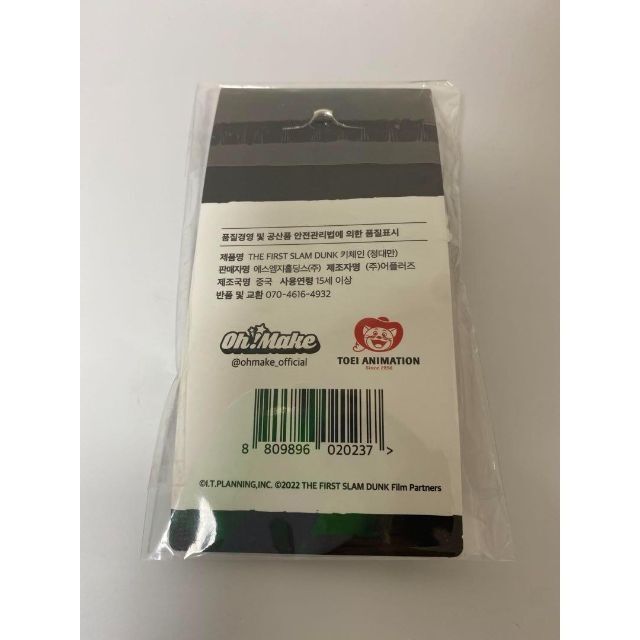 품질경영 및 공산품 안전관리법에 의한 품질표시
제품명 THE FIRST SLAM DUNK 키체인 (정대만)
판매자명 에스엠지홀딩스(주) 제조자명 (주)어플러즈
제조국명 중국 사용연령 15세 이상
반품 및 교환 070-4616-4932
Oh!Make
@ohmake_official
TOEI ANIMATION
Since 1956
8 809896 020237 >
©I.T.PLANNING,INC. ©2022 THE FIRST SLAM DUNK Film Partners